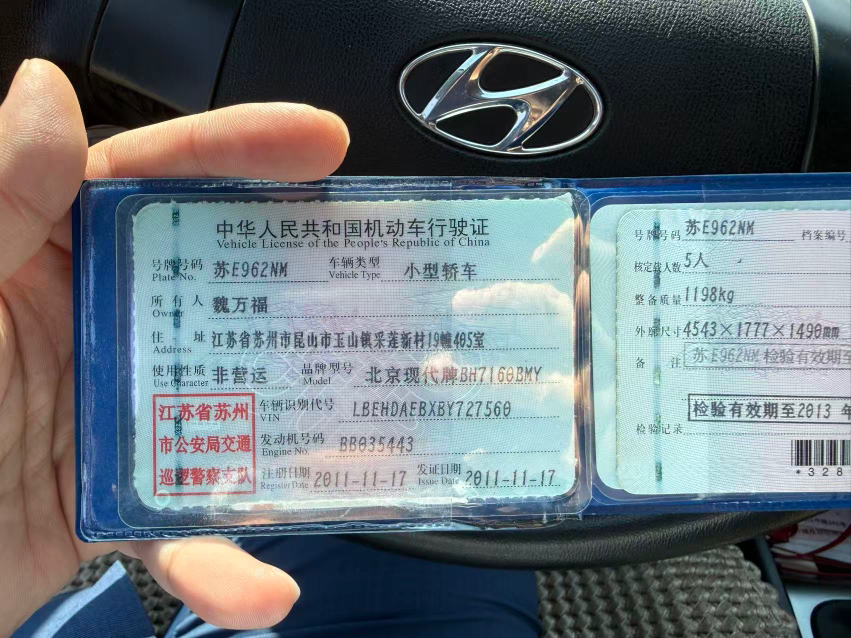 中华人民共和国机动车行驶证
Vehicle License of the People's Republic of China
号牌号码 苏E962NM 车辆类型 小型轿车
Plate No. Vehicle Type
所有人 魏万福
Owner
住址 江苏省苏州市昆山市玉山镇采莲新村19幢405室
Address
使用性质 非营运 品牌型号 北京现代牌BH7160BMY
Use Character Model
江苏省苏州
市公安局交通
巡逻警察支队
车辆识别代号 LBEHDAEBXBY727560
VIN
发动机号码 BB035443
Engine No.
注册日期 2011-11-17 发证日期 2011-11-17
Register Date Issue Date
号牌号码 苏E962NM 档案编号
核定载人数 5人
整备质量 1198kg
外廓尺寸 4543×1777×1490mm
备注 苏E962NM 检验有效期至
检验有效期至2013 年
检验记录
*328